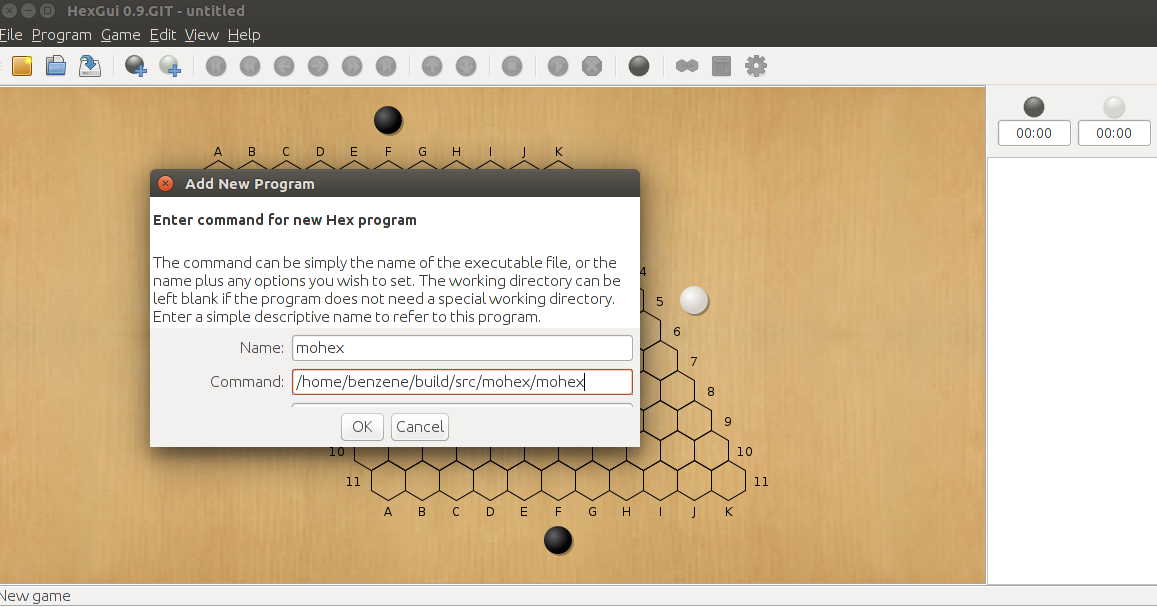 HexGui 0.9.GIT - untitled
File Program Game Edit View Help
00:00 00:00
A B C D E F G H I J K
Add New Program
Enter command for new Hex program
The command can be simply the name of the executable file, or the
name plus any options you wish to set. The working directory can be
left blank if the program does not need a special working directory.
Enter a simple descriptive name to refer to this program.
Name: mohex
Command: /home/benzene/build/src/mohex/mohex
OK Cancel
4
5
6
7
8
9
10 10
11 11
A B C D E F G H I J K
New game